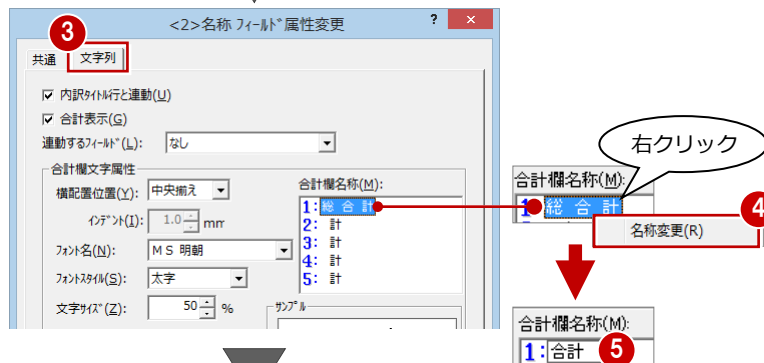 <2>名称 ﾌｨｰﾙﾄﾞ属性変更 ? ×
3
共通 文字列
内訳ﾀｲﾄﾙ行と連動(U)
合計表示(G)
連動するﾌｨｰﾙﾄﾞ(L): なし
合計欄文字属性
横配置位置(Y): 中央揃え
ｲﾝﾃﾞﾝﾄ(I): 1.0 mm
ﾌｫﾝﾄ名(N): ＭＳ 明朝
ﾌｫﾝﾄｽﾀｲﾙ(S): 太字
文字ｻｲｽﾞ(Z): 50 %
合計欄名称(M):
1: 総 合 計
2: 計
3: 計
4: 計
5: 計
ｻﾝﾌﾟﾙ
右クリック
合計欄名称(M):
1 総 合 計
4
名称変更(R)
合計欄名称(M):
1: 合計
5